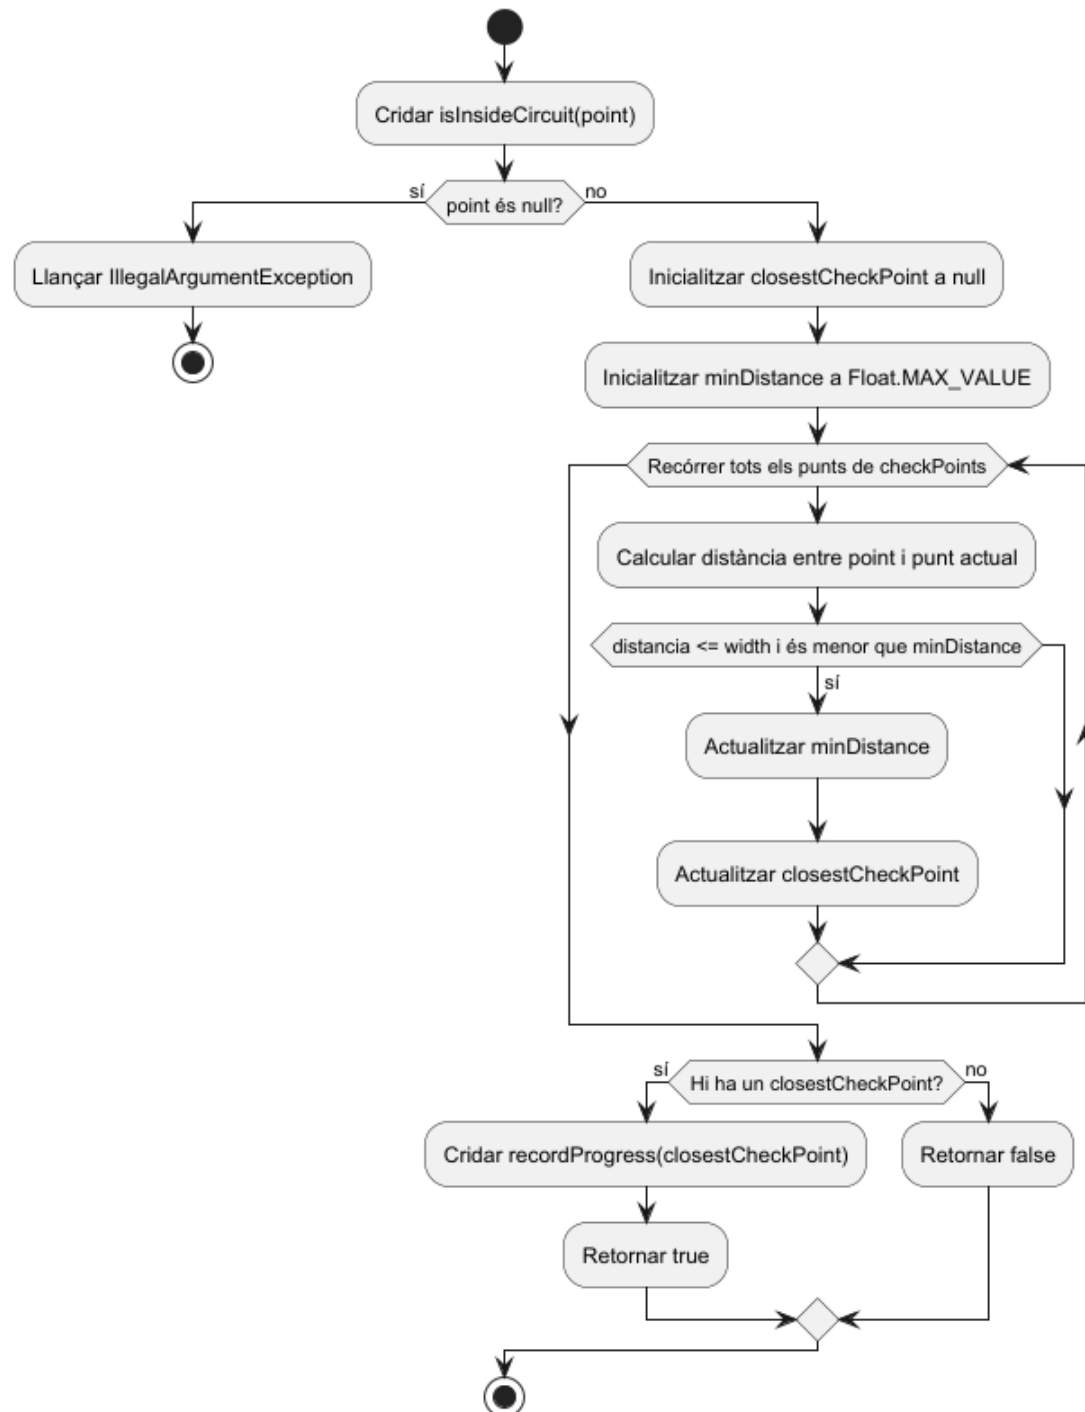 Cridar isInsideCircuit(point)
sí
point és null?
no
Llançar IllegalArgumentException
Inicialitzar closestCheckPoint a null
Inicialitzar minDistance a Float.MAX_VALUE
Recórrer tots els punts de checkPoints
Calcular distància entre point i punt actual
distancia <= width i és menor que minDistance
sí
Actualitzar minDistance
Actualitzar closestCheckPoint
sí
Hi ha un closestCheckPoint?
no
Cridar recordProgress(closestCheckPoint)
Retornar false
Retornar true